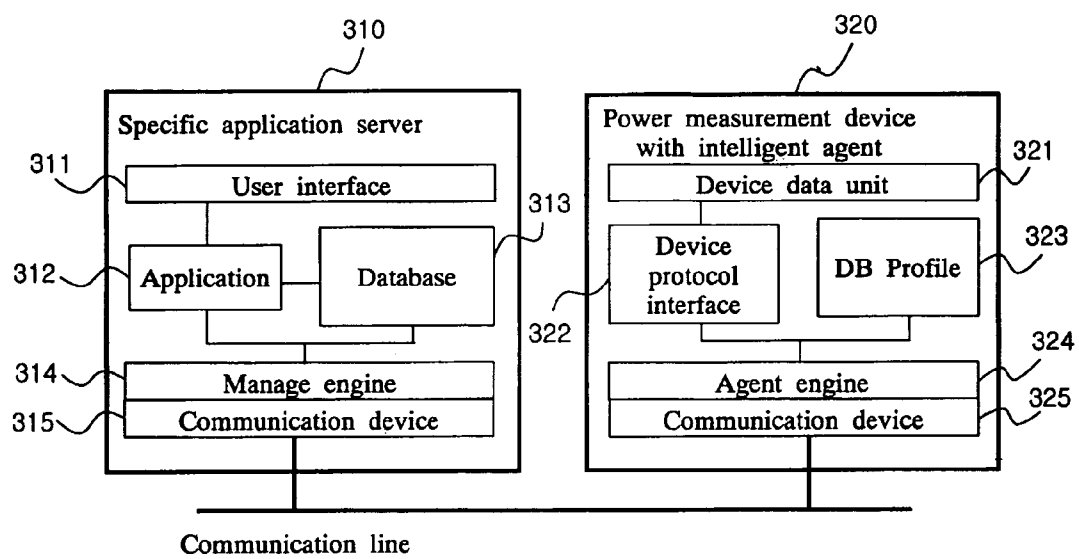 310
320
Specific application server
Power measurement device
with intelligent agent
311
User interface
313
Device data unit
321
312
Application
Database
Device
protocol
interface
DB Profile
323
322
314
Manage engine
Agent engine
324
315
Communication device
Communication device
325
Communication line